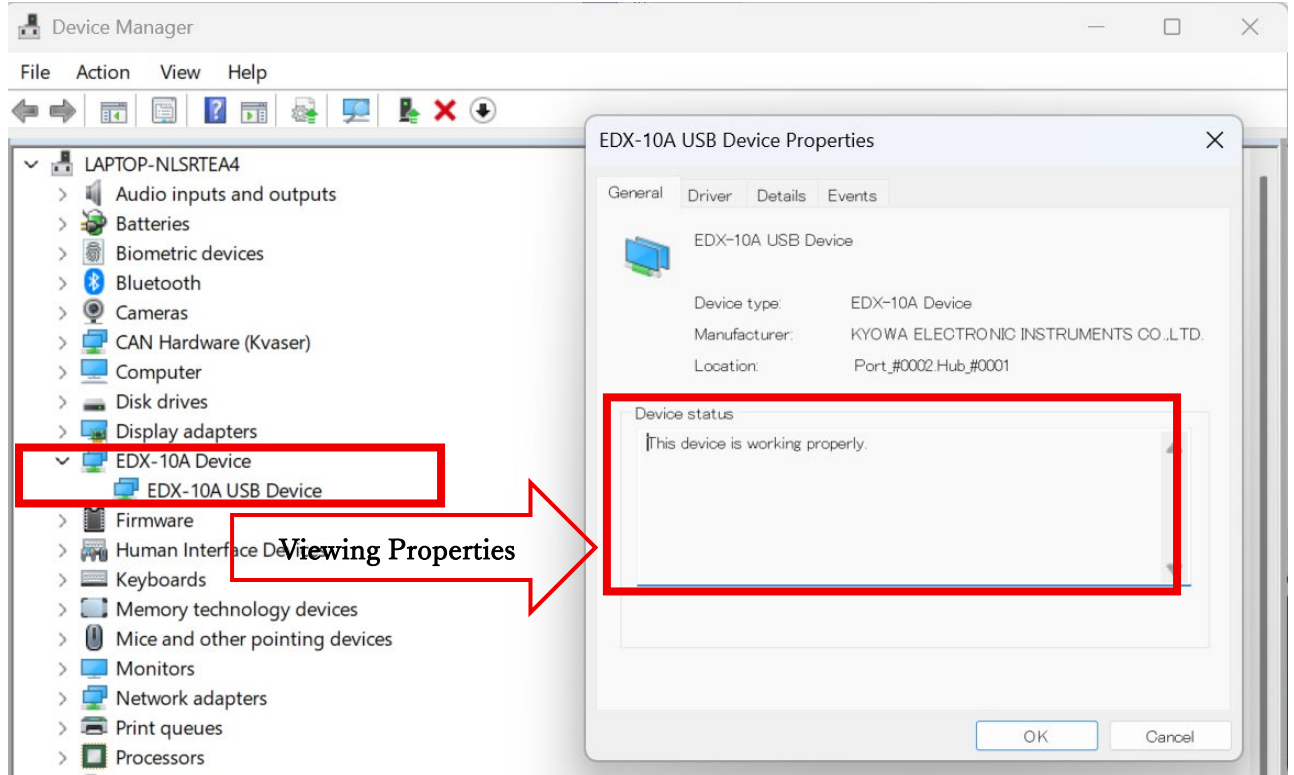 Device Manager
File Action View Help
LAPTOP-NLSRTEA4
Audio inputs and outputs
Batteries
Biometric devices
Bluetooth
Cameras
CAN Hardware (Kvaser)
Computer
Disk drives
Display adapters
EDX-10A Device
EDX-10A USB Device
Firmware
Human Interface Devices
Keyboards
Memory technology devices
Mice and other pointing devices
Monitors
Network adapters
Print queues
Processors
Viewing Properties
EDX-10A USB Device Properties
General Driver Details Events
EDX-10A USB Device
Device type: EDX-10A Device
Manufacturer: KYOWA ELECTRONIC INSTRUMENTS CO.,LTD.
Location: Port_#0002.Hub_#0001
Device status
This device is working properly.
OK Cancel